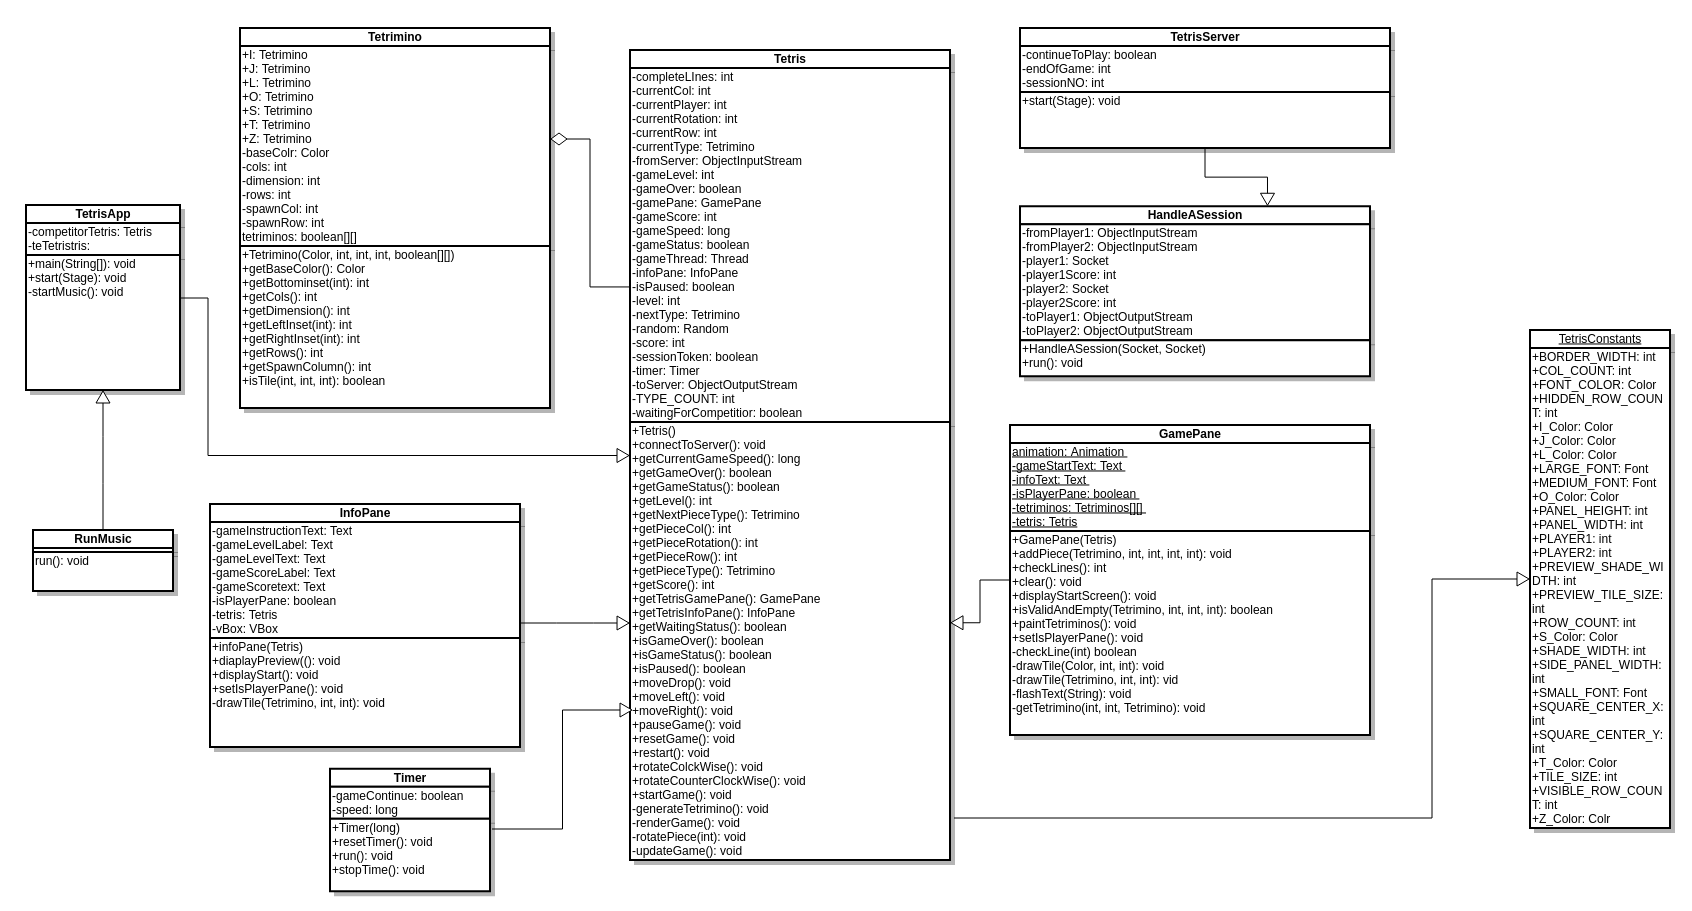 Tetrimino
+I: Tetrimino
+J: Tetrimino
+L: Tetrimino
+O: Tetrimino
+S: Tetrimino
+T: Tetrimino
+Z: Tetrimino
-baseColr: Color
-cols: int
-dimension: int
-rows: int
-spawnCol: int
-spawnRow: int
tetriminos: boolean[][]
+Tetrimino(Color, int, int, int, boolean[][])
+getBaseColor(): Color
+getBottominset(int): int
+getCols(): int
+getDimension(): int
+getLeftInset(int): int
+getRightInset(int): int
+getRows(): int
+getSpawnColumn(): int
+isTile(int, int, int): boolean
TetrisApp
-competitorTetris: Tetris
-teTetristris:
+main(String[]): void
+start(Stage): void
-startMusic(): void
RunMusic
run(): void
InfoPane
-gameInstructionText: Text
-gameLevelLabel: Text
-gameLevelText: Text
-gameScoreLabel: Text
-gameScoretext: Text
-isPlayerPane: boolean
-tetris: Tetris
-vBox: VBox
+infoPane(Tetris)
+diaplayPreview((): void
+displayStart(): void
+setIsPlayerPane(): void
-drawTile(Tetrimino, int, int): void
Timer
-gameContinue: boolean
-speed: long
+Timer(long)
+resetTimer(): void
+run(): void
+stopTime(): void
Tetris
-completeLInes: int
-currentCol: int
-currentPlayer: int
-currentRotation: int
-currentRow: int
-currentType: Tetrimino
-fromServer: ObjectInputStream
-gameLevel: int
-gameOver: boolean
-gamePane: GamePane
-gameScore: int
-gameSpeed: long
-gameStatus: boolean
-gameThread: Thread
-infoPane: InfoPane
-isPaused: boolean
-level: int
-nextType: Tetrimino
-random: Random
-score: int
-sessionToken: boolean
-timer: Timer
-toServer: ObjectOutputStream
-TYPE_COUNT: int
-waitingForCompetitior: boolean
+Tetris()
+connectToServer(): void
+getCurrentGameSpeed(): long
+getGameOver(): boolean
+getGameStatus(): boolean
+getLevel(): int
+getNextPieceType(): Tetrimino
+getPieceCol(): int
+getPieceRotation(): int
+getPieceRow(): int
+getPieceType(): Tetrimino
+getScore(): int
+getTetrisGamePane(): GamePane
+getTetrisInfoPane(): InfoPane
+getWaitingStatus(): boolean
+isGameOver(): boolean
+isGameStatus(): boolean
+isPaused(): boolean
+moveDrop(): void
+moveLeft(): void
+moveRight(): void
+pauseGame(): void
+resetGame(): void
+restart(): void
+rotateColckWise(): void
+rotateCounterClockWise(): void
+startGame(): void
-generateTetrimino(): void
-renderGame(): void
-rotatePiece(int): void
-updateGame(): void
TetrisServer
-continueToPlay: boolean
-endOfGame: int
-sessionNO: int
+start(Stage): void
HandleASession
-fromPlayer1: ObjectInputStream
-fromPlayer2: ObjectInputStream
-player1: Socket
-player1Score: int
-player2: Socket
-player2Score: int
-toPlayer1: ObjectOutputStream
-toPlayer2: ObjectOutputStream
+HandleASession(Socket, Socket)
+run(): void
GamePane
animation: Animation
-gameStartText: Text
-infoText: Text
-isPlayerPane: boolean
-tetriminos: Tetriminos[][]
-tetris: Tetris
+GamePane(Tetris)
+addPiece(Tetrimino, int, int, int, int): void
+checkLines(): int
+clear(): void
+displayStartScreen(): void
+isValidAndEmpty(Tetrimino, int, int, int): boolean
+paintTetriminos(): void
+setIsPlayerPane(): void
-checkLine(int) boolean
-drawTile(Color, int, int): void
-drawTile(Tetrimino, int, int): vid
-flashText(String): void
-getTetrimino(int, int, Tetrimino): void
TetrisConstants
+BORDER_WIDTH: int
+COL_COUNT: int
+FONT_COLOR: Color
+HIDDEN_ROW_COUN
T: int
+I_Color: Color
+J_Color: Color
+L_Color: Color
+LARGE_FONT: Font
+MEDIUM_FONT: Font
+O_Color: Color
+PANEL_HEIGHT: int
+PANEL_WIDTH: int
+PLAYER1: int
+PLAYER2: int
+PREVIEW_SHADE_WI
DTH: int
+PREVIEW_TILE_SIZE:
int
+ROW_COUNT: int
+S_Color: Color
+SHADE_WIDTH: int
+SIDE_PANEL_WIDTH:
int
+SMALL_FONT: Font
+SQUARE_CENTER_X:
int
+SQUARE_CENTER_Y:
int
+T_Color: Color
+TILE_SIZE: int
+VISIBLE_ROW_COUN
T: int
+Z_Color: Colr